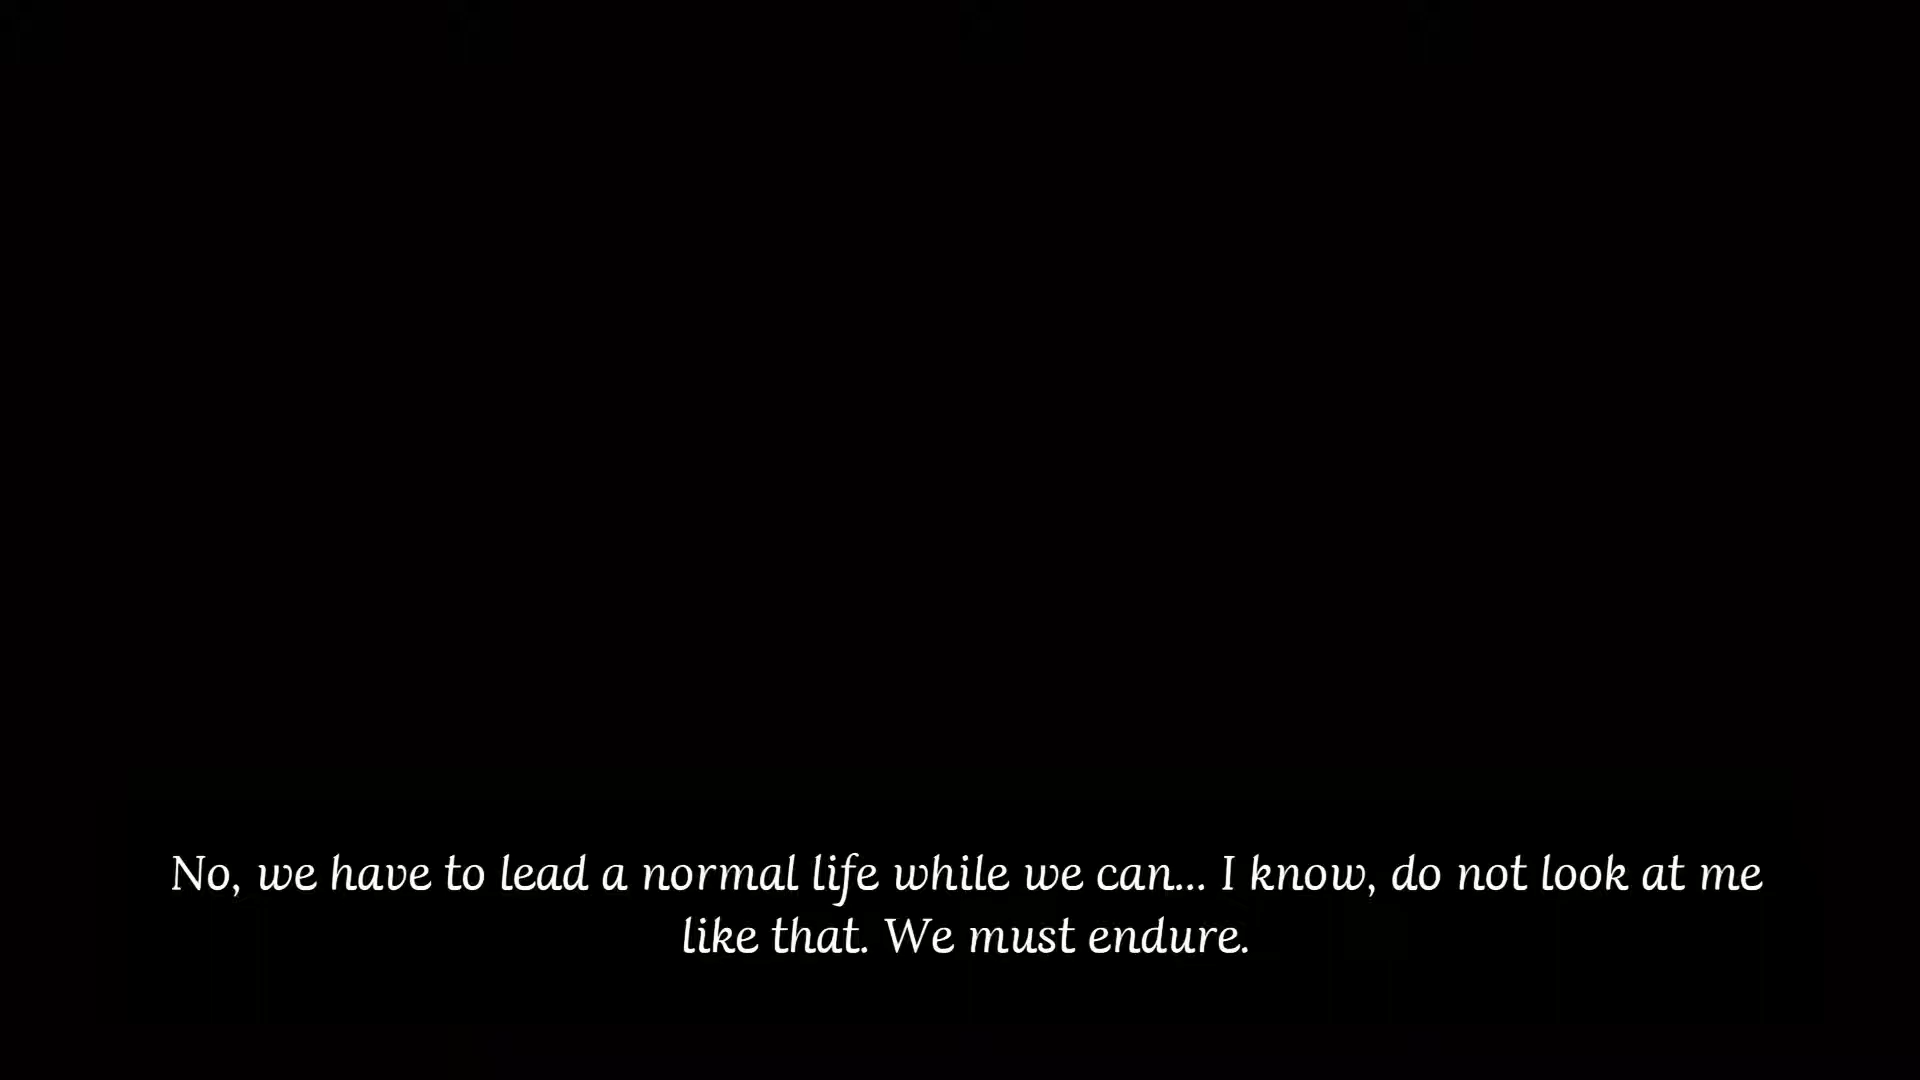 No, we have to lead a normal life while we can... I know, do not look at me
like that. We must endure.